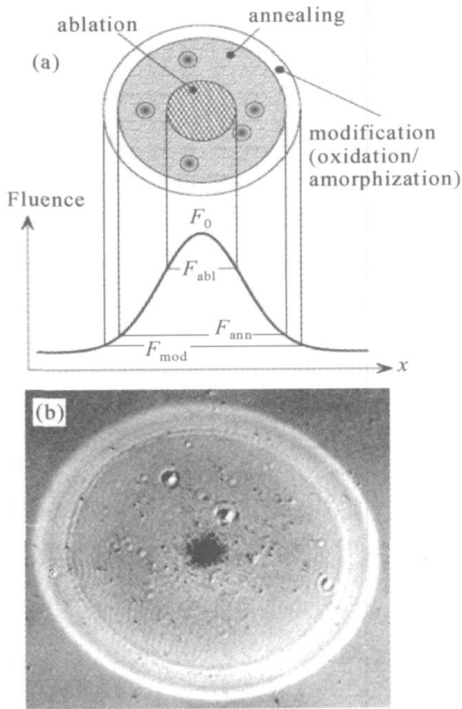 ablation
annealing
(a)
modification
(oxidation/
amorphization)
Fluence
F0
Fabl
Fann
Fmod
x
(b)